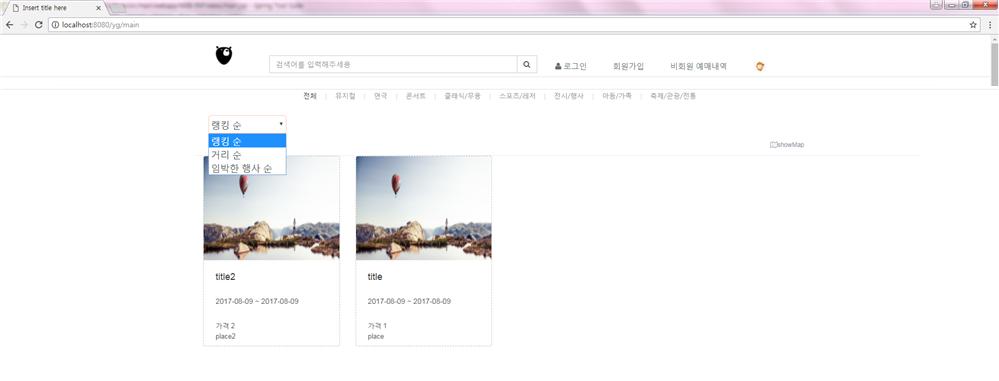 Insert title here
localhost:8080/yg/main
검색어를 입력해주세용
로그인 회원가입 비회원 예매내역
전체 | 뮤지컬 | 연극 | 콘서트 | 클래식/무용 | 스포츠/레저 | 전시/행사 | 아동/가족 | 축제/관광/전통
랭킹 순
랭킹 순
거리 순
임박한 행사 순
showMap
title2
2017-08-09 ~ 2017-08-09
가격 2
place2
title
2017-08-09 ~ 2017-08-09
가격 1
place